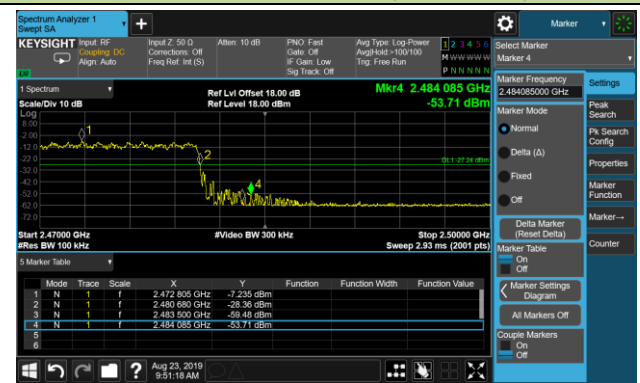 Spectrum Analyzer 1
Swept SA
Marker
KEYSIGHT
Input: RF
Coupling: DC
Align: Auto
Input Z: 50 Ω
Corrections: Off
Freq Ref: Int (S)
Atten: 10 dB
PNO: Fast
Gate: Off
IF Gain: Low
Sig Track: Off
Avg Type: Log-Power
Avg|Hold:>100/100
Trig: Free Run
1 2 3 4 5 6
M W W W W W
P N N N N N
Select Marker
Marker 4
1 Spectrum
Scale/Div 10 dB
Log
Ref Lvl Offset 18.00 dB
Ref Level 18.00 dBm
Mkr4 2.484 085 GHz
-53.71 dBm
8.00
-2.00
-12.0
-22.0
-32.0
-42.0
-52.0
-62.0
-72.0
1
2
4
DL1 -27.24 dBm
Start 2.47000 GHz
#Res BW 100 kHz
#Video BW 300 kHz
Stop 2.50000 GHz
Sweep 2.93 ms (2001 pts)
5 Marker Table
Mode Trace Scale X Y Function Function Width Function Value
1 N 1 f 2.472 805 GHz -7.235 dBm
2 N 1 f 2.480 680 GHz -28.36 dBm
3 N 1 f 2.483 500 GHz -59.48 dBm
4 N 1 f 2.484 085 GHz -53.71 dBm
5
6
Marker Frequency
2.484085000 GHz
Marker Mode
Normal
Delta (Δ)
Fixed
Off
Delta Marker
(Reset Delta)
Marker Table
On
Off
Marker Settings
Diagram
All Markers Off
Couple Markers
On
Off
Settings
Peak
Search
Pk Search
Config
Properties
Marker
Function
Marker→
Counter
?
Aug 23, 2019
9:51:18 AM